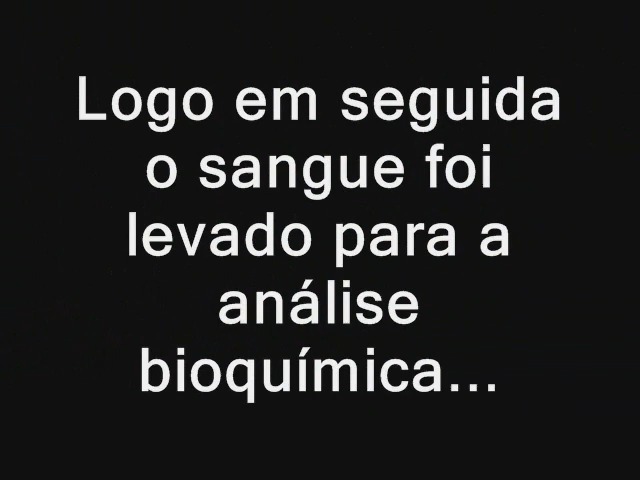 Logo em seguida
o sangue foi
levado para a
análise
bioquímica...